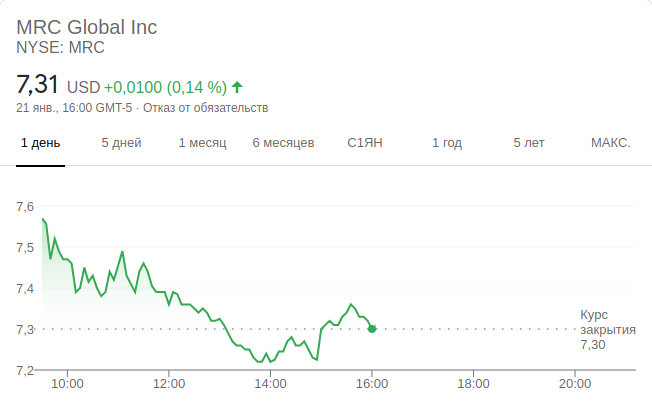 MRC Global Inc
NYSE: MRC
7,31 USD +0,0100 (0,14 %)
21 янв., 16:00 GMT-5 · Отказ от обязательств
1 день 5 дней 1 месяц 6 месяцев С1ЯН 1 год 5 лет МАКС.
7,6
7,5
7,4
Курс
7,3 закрытия
7,30
7,2
10:00 12:00 14:00 16:00 18:00 20:00